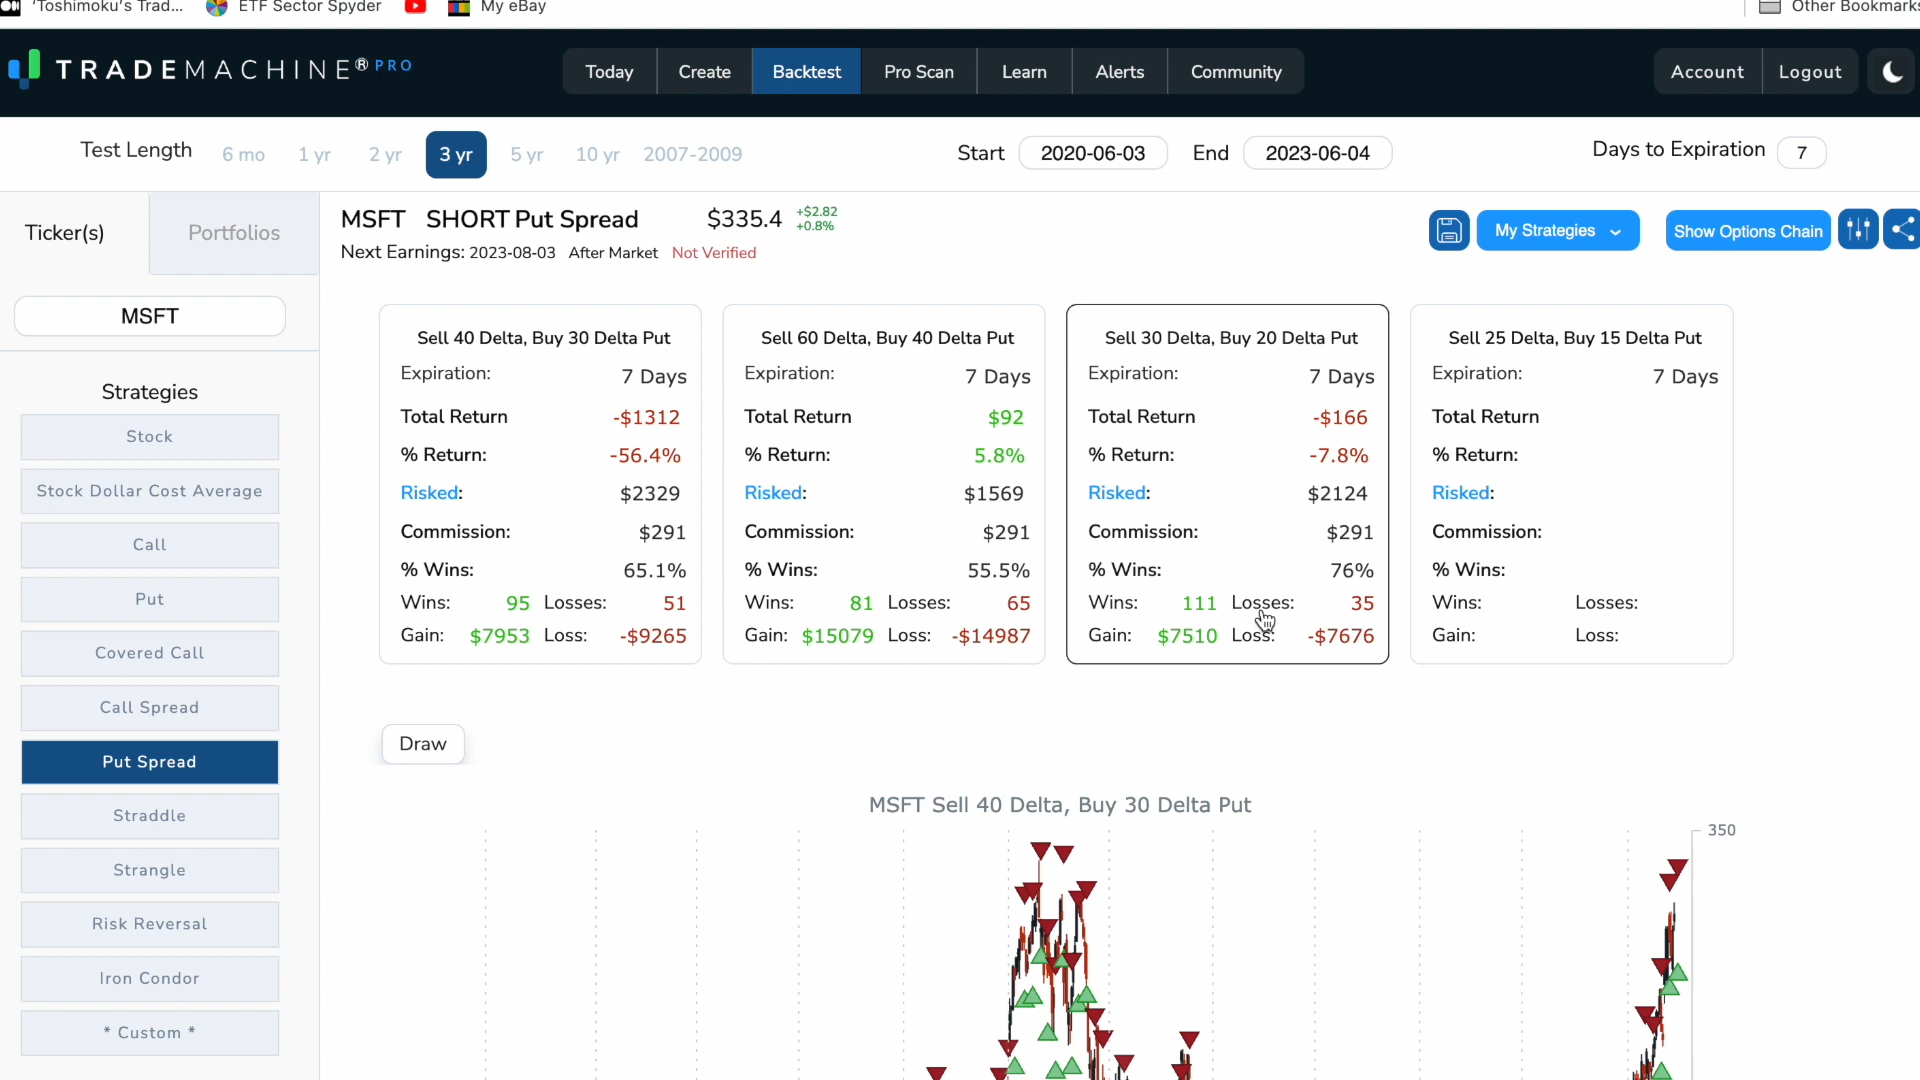 'Toshimoku's Trad... ETF Sector Spyder My eBay Other Bookmarks
TRADEMACHINE® PRO Today Create Backtest Pro Scan Learn Alerts Community Account Logout
Test Length 6 mo 1 yr 2 yr 3 yr 5 yr 10 yr 2007-2009 Start 2020-06-03 End 2023-06-04 Days to Expiration 7
Ticker(s) Portfolios
MSFT
Strategies
Stock
Stock Dollar Cost Average
Call
Put
Covered Call
Call Spread
Put Spread
Straddle
Strangle
Risk Reversal
Iron Condor
* Custom *
MSFT SHORT Put Spread $335.4 +$2.82
+0.8%
Next Earnings: 2023-08-03 After Market Not Verified
My Strategies Show Options Chain
Sell 40 Delta, Buy 30 Delta Put
Expiration: 7 Days
Total Return -$1312
% Return: -56.4%
Risked: $2329
Commission: $291
% Wins: 65.1%
Wins: 95 Losses: 51
Gain: $7953 Loss: -$9265
Sell 60 Delta, Buy 40 Delta Put
Expiration: 7 Days
Total Return $92
% Return: 5.8%
Risked: $1569
Commission: $291
% Wins: 55.5%
Wins: 81 Losses: 65
Gain: $15079 Loss: -$14987
Sell 30 Delta, Buy 20 Delta Put
Expiration: 7 Days
Total Return -$166
% Return: -7.8%
Risked: $2124
Commission: $291
% Wins: 76%
Wins: 111 Losses: 35
Gain: $7510 Loss: -$7676
Sell 25 Delta, Buy 15 Delta Put
Expiration: 7 Days
Total Return
% Return:
Risked:
Commission:
% Wins:
Wins: Losses:
Gain: Loss:
Draw
MSFT Sell 40 Delta, Buy 30 Delta Put
350